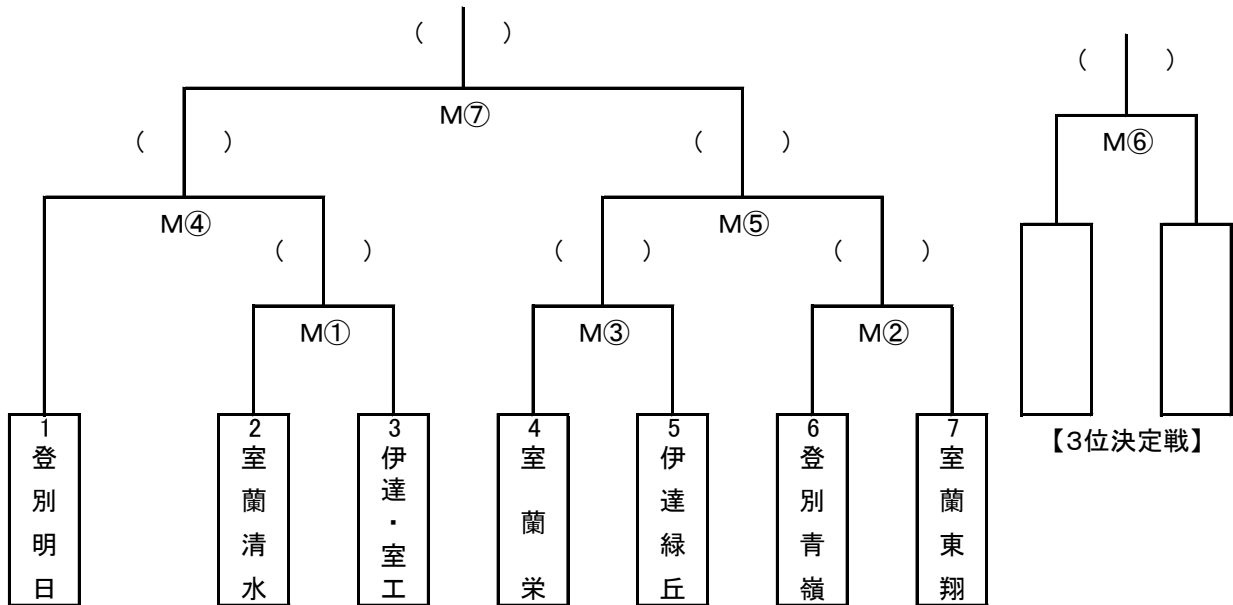 (　　)
(　　)
M⑦
M⑥
(　　)
(　　)
M④
M⑤
(　　)
(　　)
(　　)
M①
M③
M②
1
登別明日
2
室蘭清水
3
伊達・室工
4
室蘭栄
5
伊達緑丘
6
登別青嶺
7
室蘭東翔
【3位決定戦】